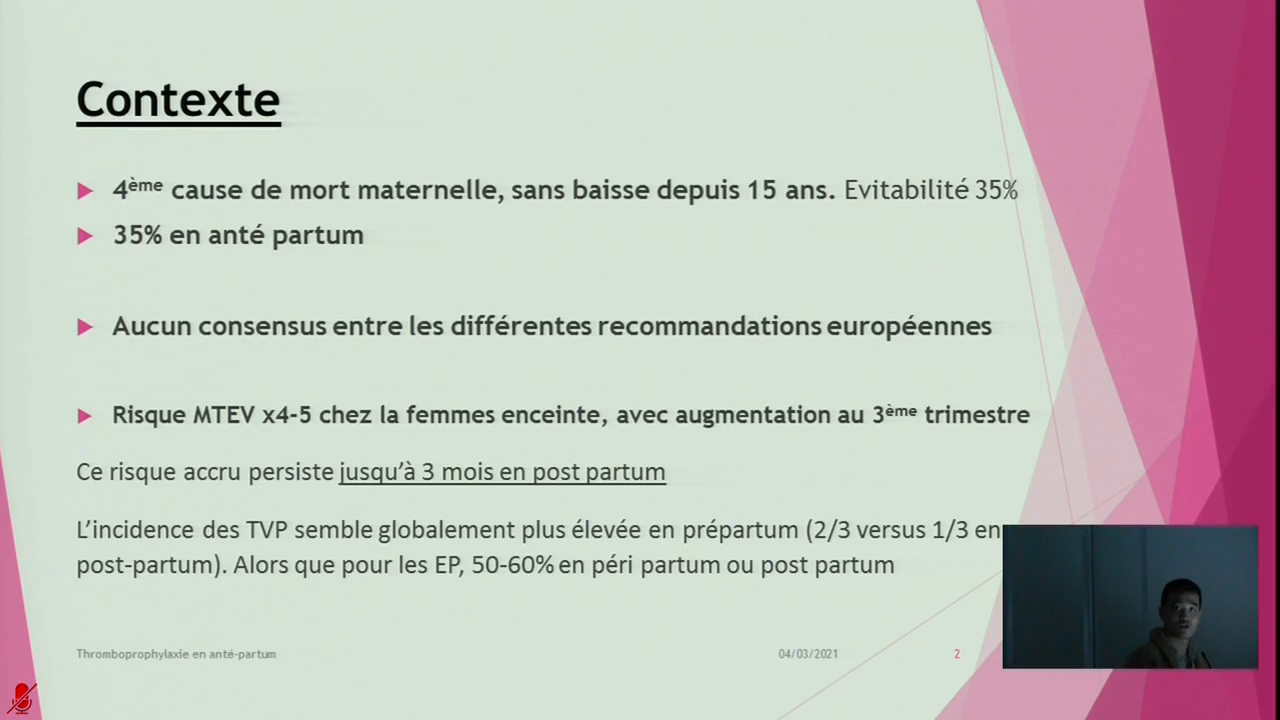 Contexte
4ème cause de mort maternelle, sans baisse depuis 15 ans. Evitabilité 35%
35% en anté partum
Aucun consensus entre les différentes recommandations européennes
Risque MTEV x4-5 chez la femmes enceinte, avec augmentation au 3ème trimestre
Ce risque accru persiste jusqu’à 3 mois en post partum
L’incidence des TVP semble globalement plus élevée en prépartum (2/3 versus 1/3 en
post-partum). Alors que pour les EP, 50-60% en péri partum ou post partum
Thromboprophylaxie en anté-partum 04/03/2021 2